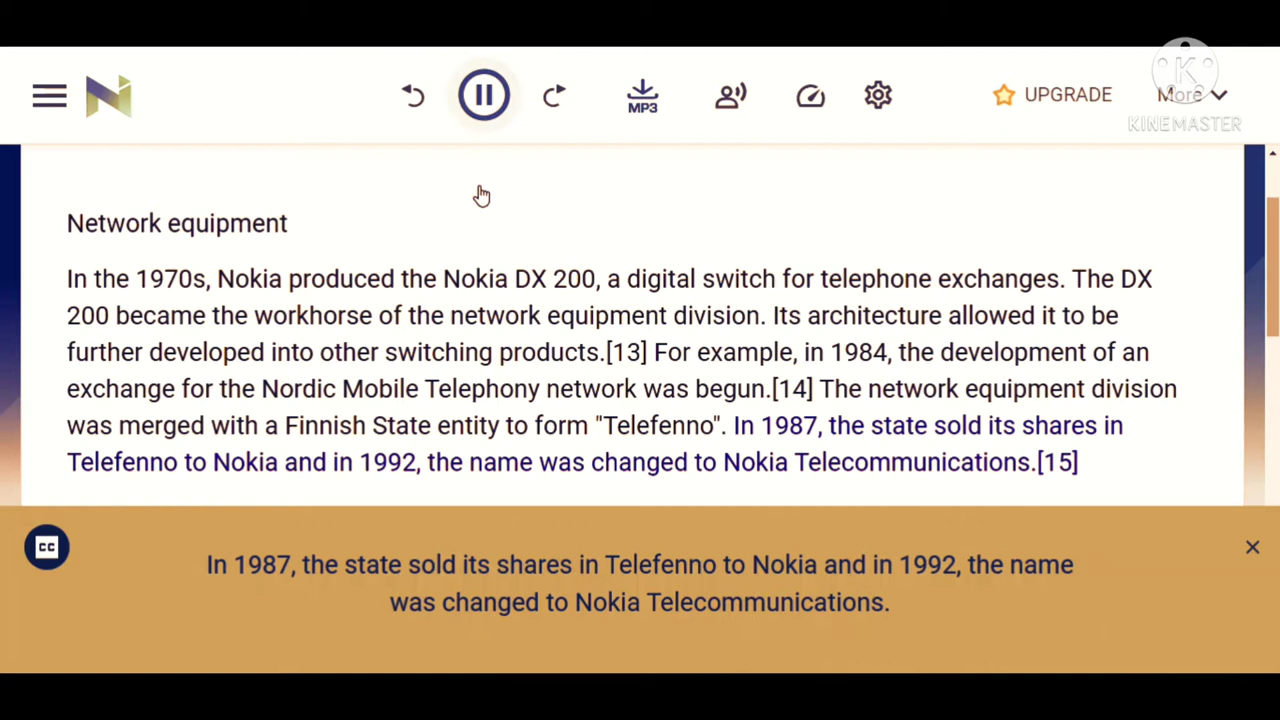 MP3
UPGRADE
More
K
KINEMASTER
Network equipment
In the 1970s, Nokia produced the Nokia DX 200, a digital switch for telephone exchanges. The DX
200 became the workhorse of the network equipment division. Its architecture allowed it to be
further developed into other switching products.[13] For example, in 1984, the development of an
exchange for the Nordic Mobile Telephony network was begun.[14] The network equipment division
was merged with a Finnish State entity to form "Telefenno". In 1987, the state sold its shares in
Telefenno to Nokia and in 1992, the name was changed to Nokia Telecommunications.[15]
CC
In 1987, the state sold its shares in Telefenno to Nokia and in 1992, the name
was changed to Nokia Telecommunications.